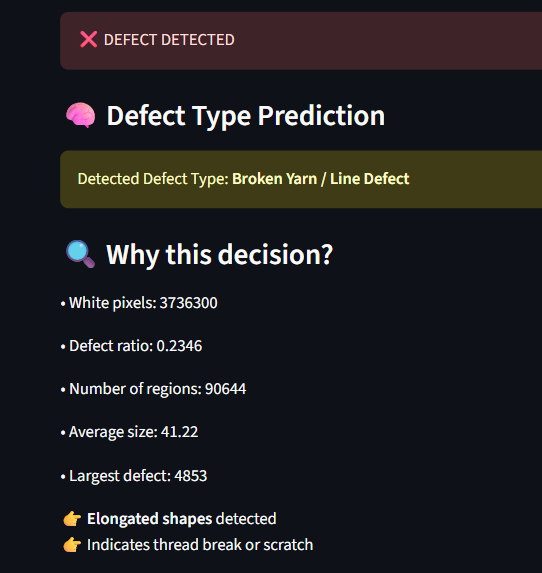 ❌ DEFECT DETECTED
🧠 Defect Type Prediction
Detected Defect Type: Broken Yarn / Line Defect
🔍 Why this decision?
• White pixels: 3736300
• Defect ratio: 0.2346
• Number of regions: 90644
• Average size: 41.22
• Largest defect: 4853
👉 Elongated shapes detected
👉 Indicates thread break or scratch